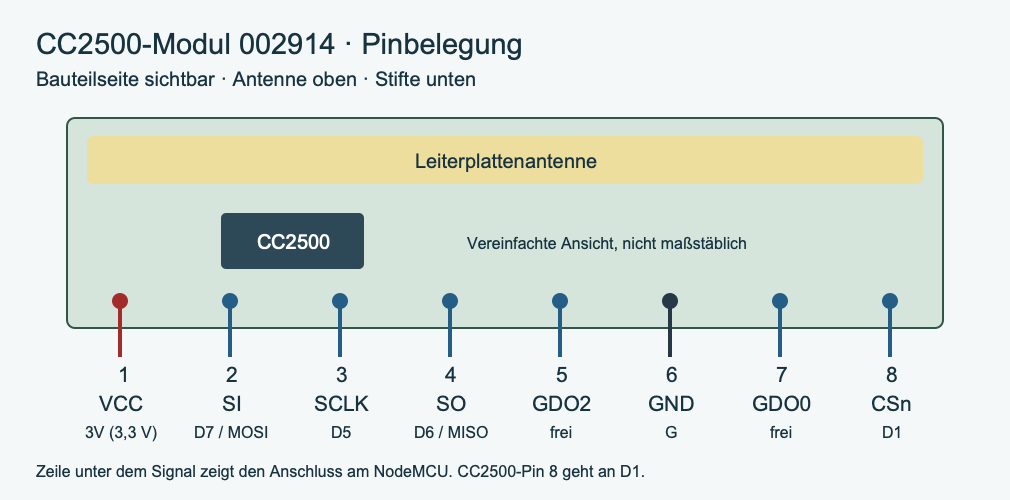 CC2500-Modul 002914 · Pinbelegung
Bauteilseite sichtbar · Antenne oben · Stifte unten
Leiterplattenantenne
CC2500
Vereinfachte Ansicht, nicht maßstäblich
1 2 3 4 5 6 7 8
VCC SI SCLK SO GDO2 GND GDO0 CSn
3V (3,3 V) D7 / MOSI D5 D6 / MISO frei G frei D1
Zeile unter dem Signal zeigt den Anschluss am NodeMCU. CC2500-Pin 8 geht an D1.